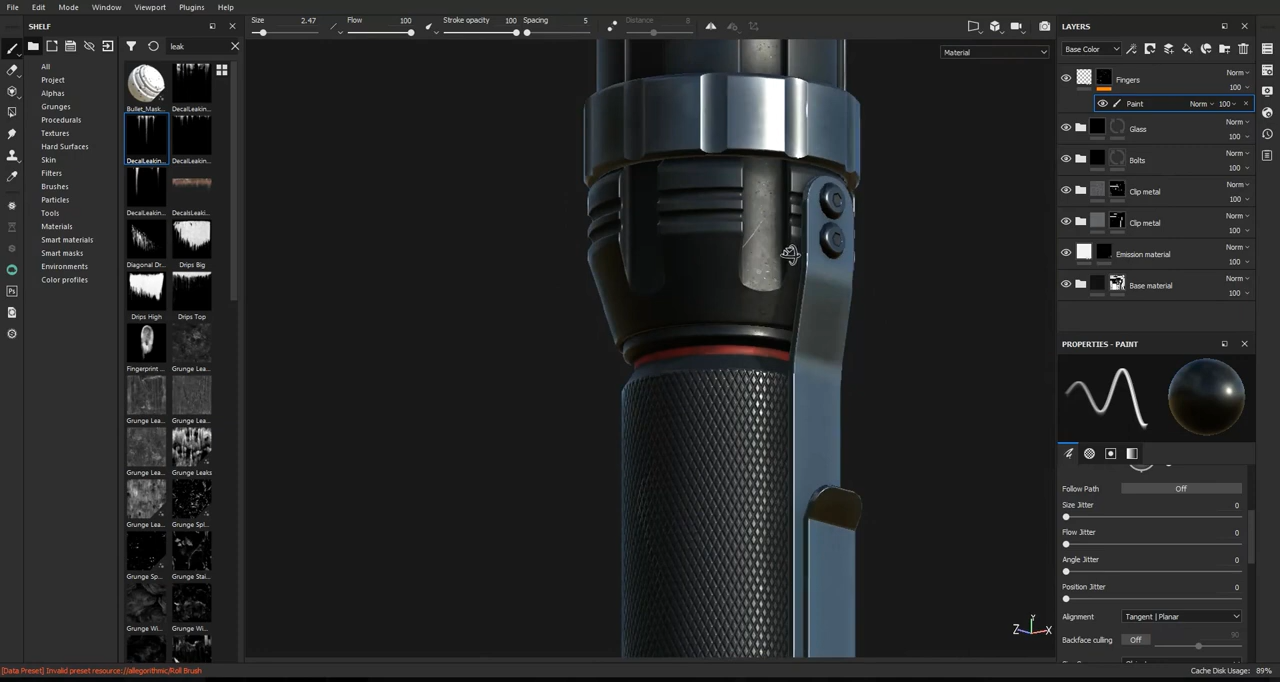 File Edit Mode Window Viewport Plugins Help
SHELF
Size 2.47 Flow 100 Stroke opacity 100 Spacing 5 Distance 8
leak
Material
All
Project
Alphas
Grunges
Procedurals
Textures
Hard Surfaces
Skin
Filters
Brushes
Particles
Tools
Materials
Smart materials
Smart masks
Environments
Color profiles
Bullet_Mask... DecalLeakin...
DecalLeakin... DecalLeakin...
DecalLeakin... DecalsLeaki...
Diagonal Dr... Drips Big
Drips High Drips Top
Fingerprint ... Grunge Lea...
Grunge Lea... Grunge Lea...
Grunge Lea... Grunge Leaks
Grunge Lea... Grunge Spl...
Grunge Sp... Grunge Stai...
Grunge Wi... Grunge Wi...
Ps
LAYERS
Base Color
Fingers Norm 100
Paint Norm 100
Glass Norm 100
Bolts Norm 100
Clip metal Norm 100
Clip metal Norm 100
Emission material Norm 100
Base material Norm 100
PROPERTIES - PAINT
Follow Path Off
Size Jitter 0
Flow Jitter 0
Angle Jitter 0
Position Jitter 0
Alignment Tangent | Planar
Backface culling Off 90
Y
Z X
[Data Preset] Invalid preset resource://allegorithmic/Roll Brush
Cache Disk Usage: 89%